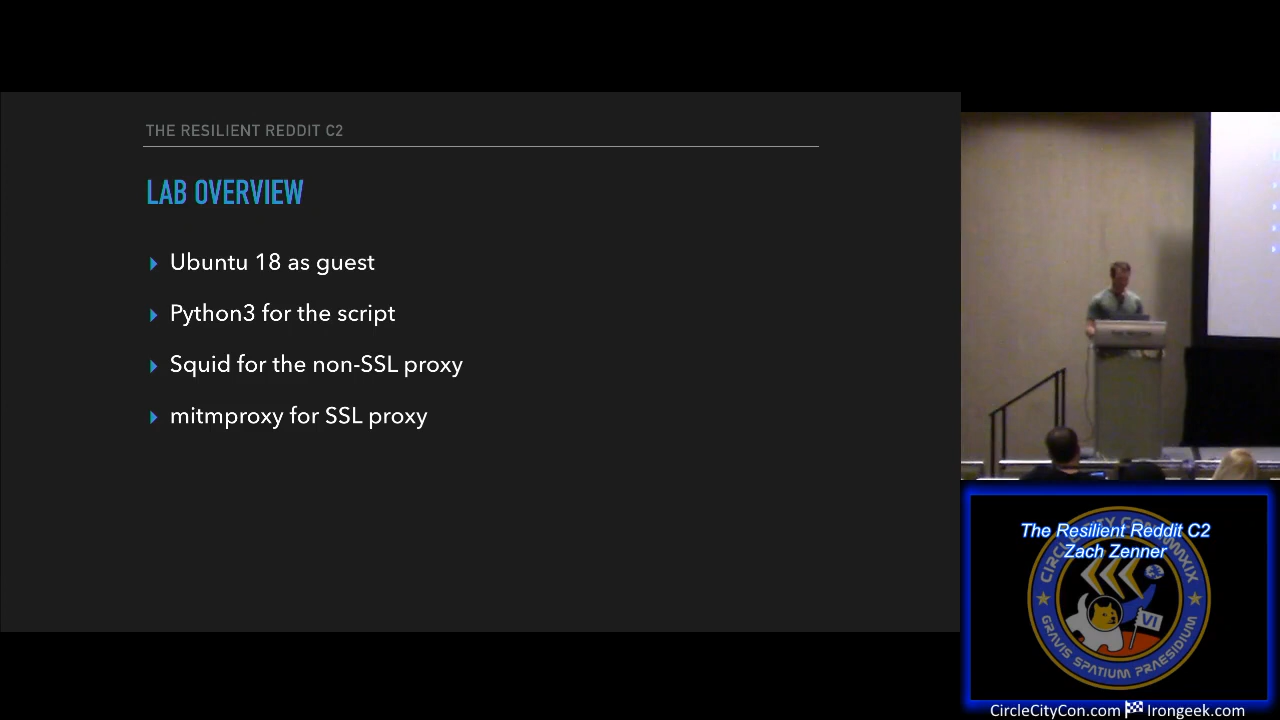 THE RESILIENT REDDIT C2
LAB OVERVIEW
Ubuntu 18 as guest
Python3 for the script
Squid for the non-SSL proxy
mitmproxy for SSL proxy
The Resilient Reddit C2
Zach Zenner
CIRCLE CITY CON MMXIX
VI
GRAVIS SPATIUM PRAESIDIUM
CircleCityCon.com Irongeek.com